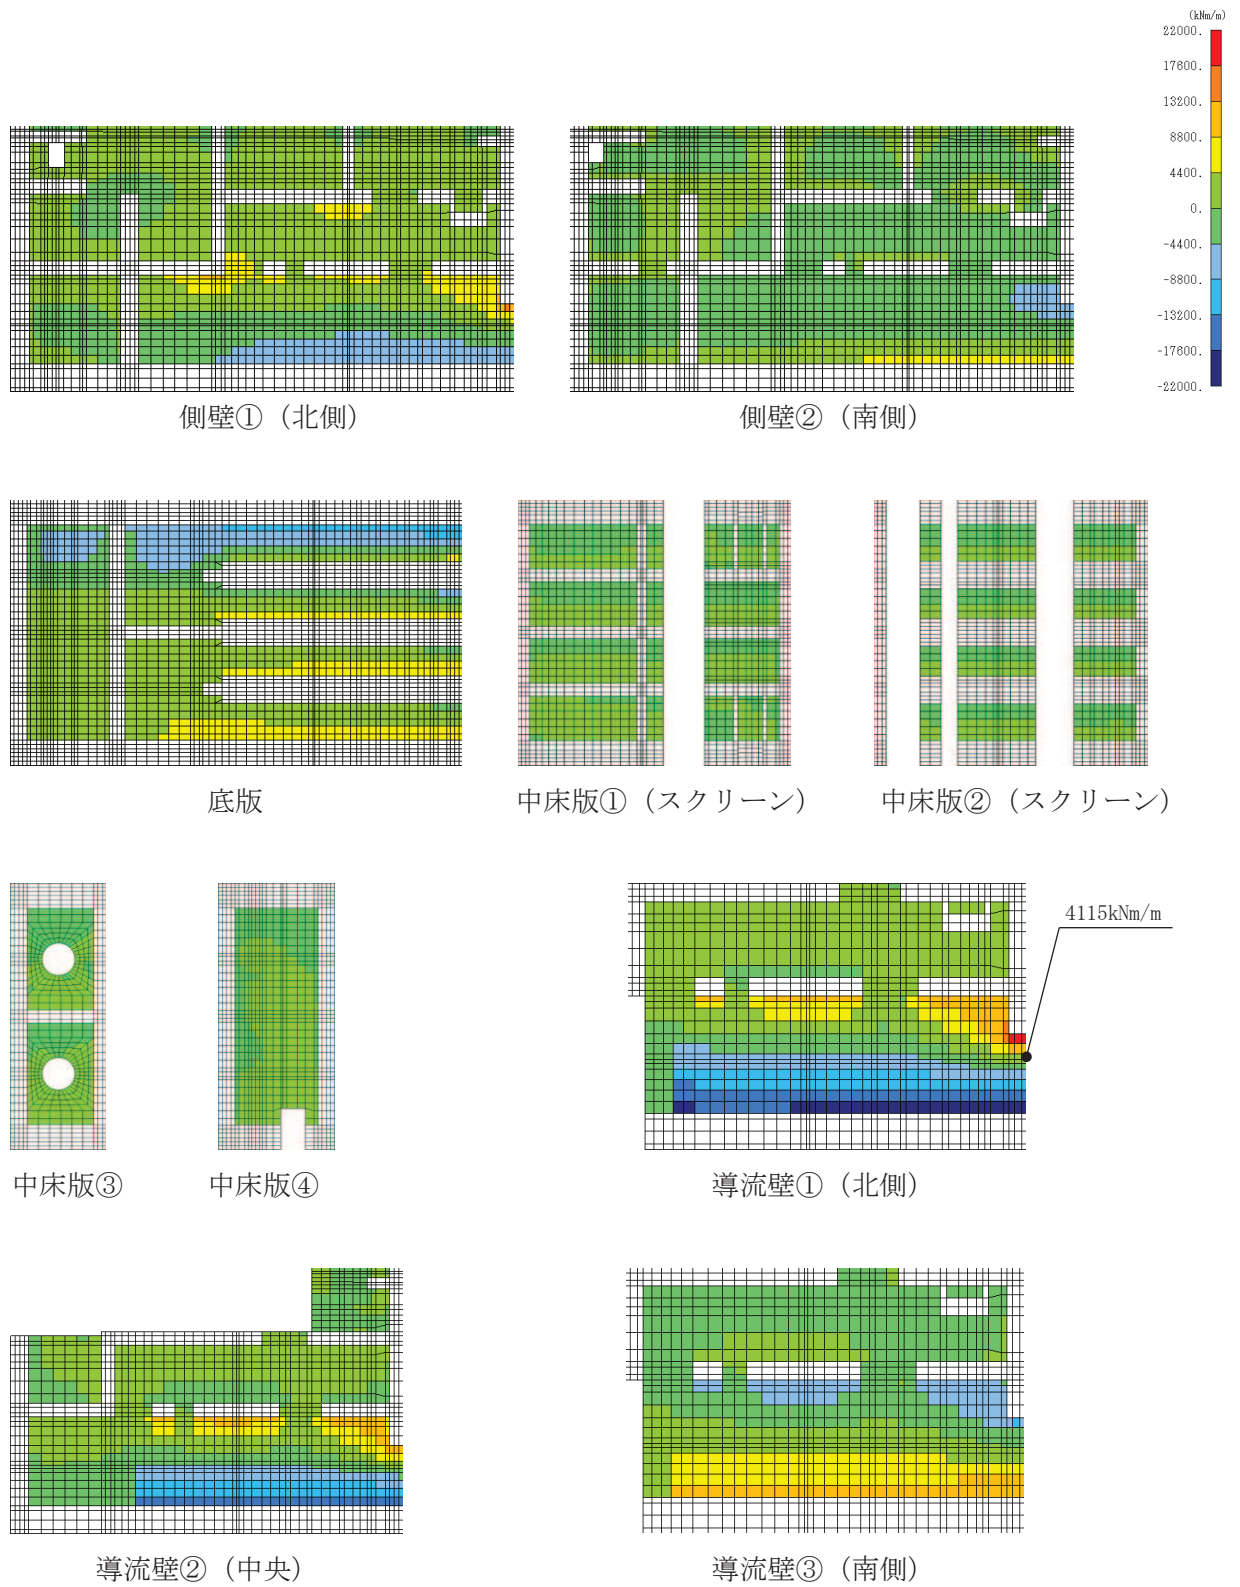 (kNm/m)
22000.
17600.
13200.
8800.
4400.
0.
-4400.
-8800.
-13200.
-17600.
-22000.
側壁①（北側）
側壁②（南側）
底版
中床版①（スクリーン）
中床版②（スクリーン）
4115kNm/m
中床版③
中床版④
導流壁①（北側）
導流壁②（中央）
導流壁③（南側）